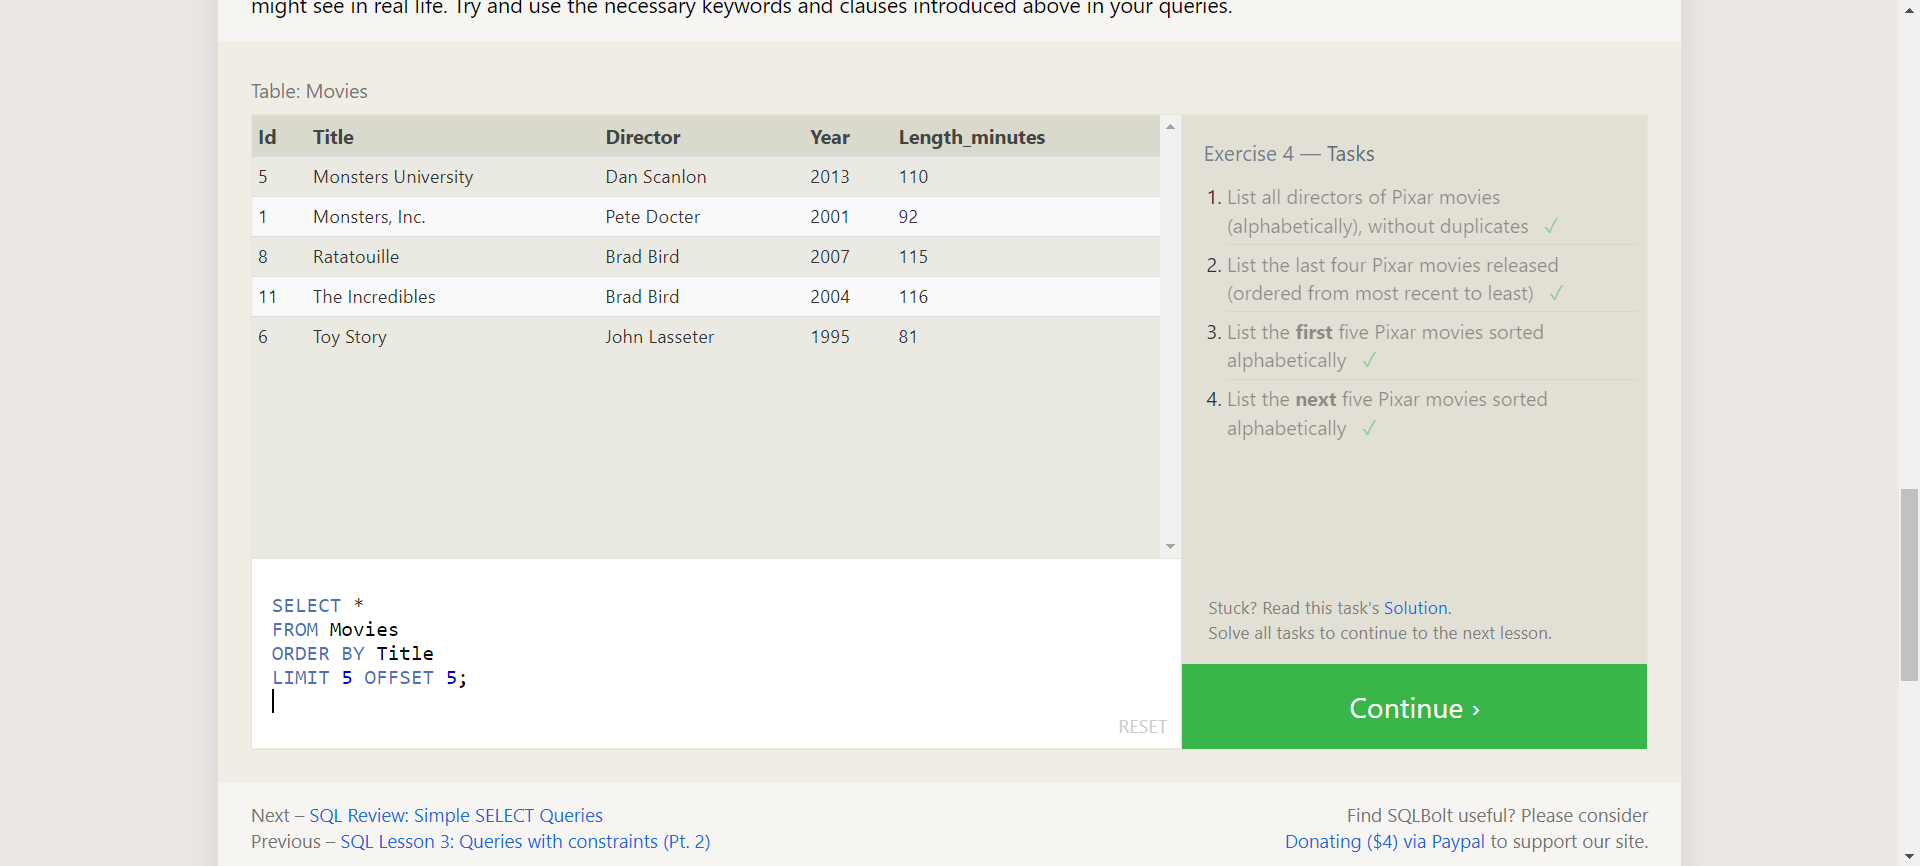 might see in real life. Try and use the necessary keywords and clauses introduced above in your queries.
Table: Movies
Id Title Director Year Length_minutes
5 Monsters University Dan Scanlon 2013 110
1 Monsters, Inc. Pete Docter 2001 92
8 Ratatouille Brad Bird 2007 115
11 The Incredibles Brad Bird 2004 116
6 Toy Story John Lasseter 1995 81
SELECT *
FROM Movies
ORDER BY Title
LIMIT 5 OFFSET 5;
RESET
Exercise 4 — Tasks
1. List all directors of Pixar movies
(alphabetically), without duplicates ✓
2. List the last four Pixar movies released
(ordered from most recent to least) ✓
3. List the first five Pixar movies sorted
alphabetically ✓
4. List the next five Pixar movies sorted
alphabetically ✓
Stuck? Read this task's Solution.
Solve all tasks to continue to the next lesson.
Continue ›
Next – SQL Review: Simple SELECT Queries
Previous – SQL Lesson 3: Queries with constraints (Pt. 2)
Find SQLBolt useful? Please consider
Donating ($4) via Paypal to support our site.